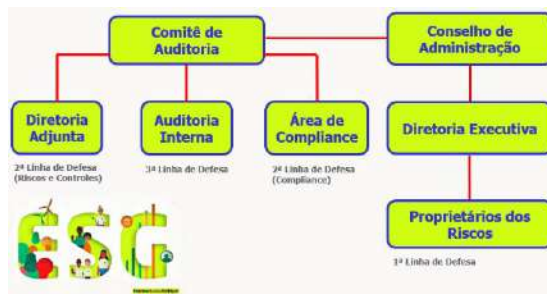 Comitê de
Auditoria
Conselho de
Administração
Diretoria
Adjunta
Auditoria
Interna
Área de
Compliance
Diretoria Executiva
2ª Linha de Defesa
(Riscos e Controles)
3ª Linha de Defesa
2ª Linha de Defesa
(Compliance)
Proprietários dos
Riscos
1ª Linha de Defesa
ESG